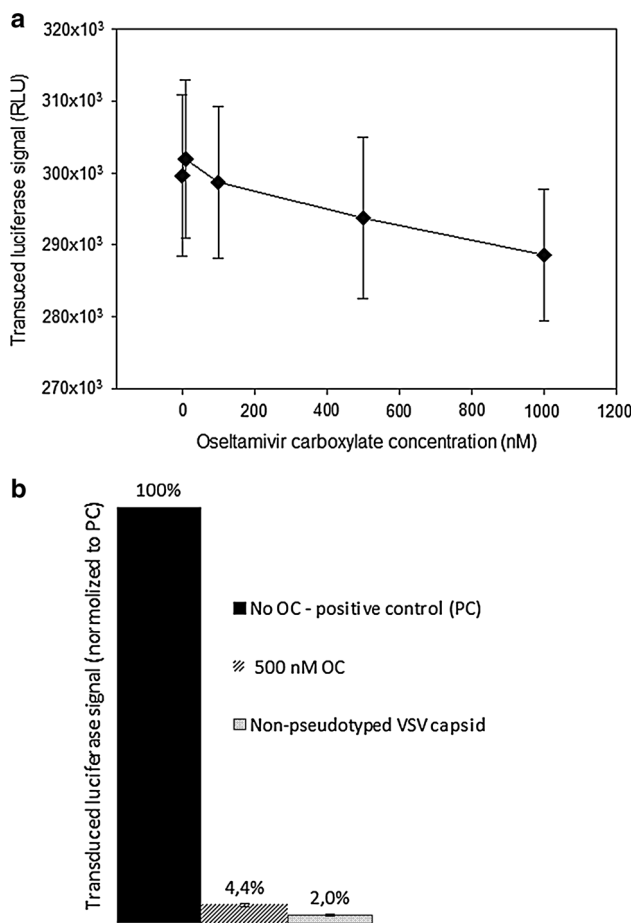 a
Transuced luciferase signal (RLU)
320x10³
310x10³
300x10³
290x10³
280x10³
270x10³
0 200 400 600 800 1000 1200
Oseltamivir carboxylate concentration (nM)
b
Transduced luciferase signal (normolized to PC)
100%
No OC - positive control (PC)
500 nM OC
Non-pseudotyped VSV capsid
4,4%
2,0%